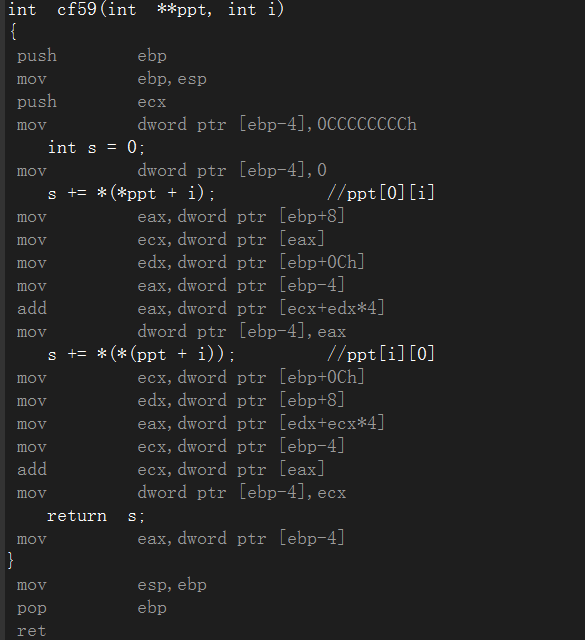 int  cf59(int  **ppt, int i)
{
push ebp
mov ebp,esp
push ecx
mov dword ptr [ebp-4],0CCCCCCCCh
int s = 0;
mov dword ptr [ebp-4],0
s += *(*ppt + i); //ppt[0][i]
mov eax,dword ptr [ebp+8]
mov ecx,dword ptr [eax]
mov edx,dword ptr [ebp+0Ch]
mov eax,dword ptr [ebp-4]
add eax,dword ptr [ecx+edx*4]
mov dword ptr [ebp-4],eax
s += *(*(ppt + i)); //ppt[i][0]
mov ecx,dword ptr [ebp+0Ch]
mov edx,dword ptr [ebp+8]
mov eax,dword ptr [edx+ecx*4]
mov ecx,dword ptr [ebp-4]
add ecx,dword ptr [eax]
mov dword ptr [ebp-4],ecx
return  s;
mov eax,dword ptr [ebp-4]
}
mov esp,ebp
pop ebp
ret